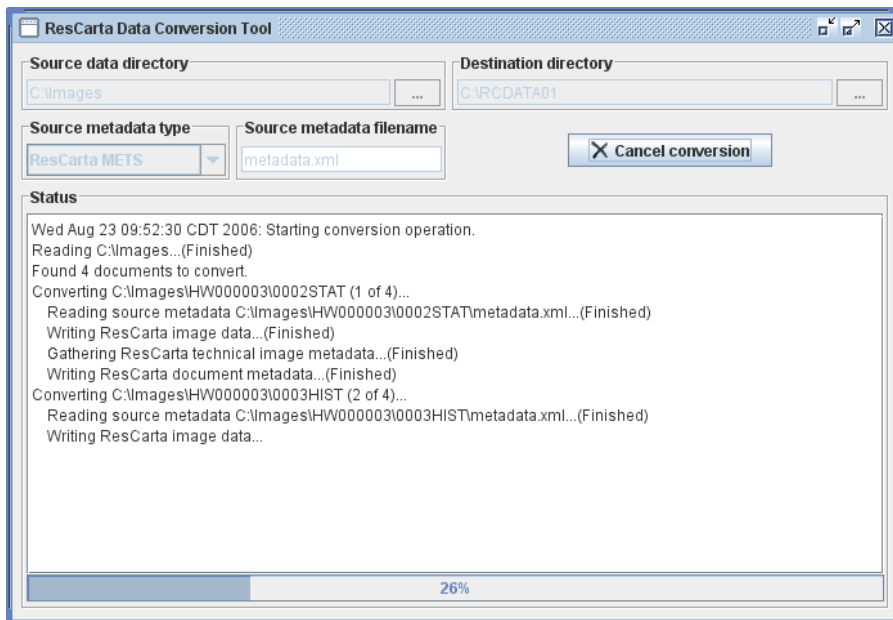 ResCarta Data Conversion Tool
Source data directory
Destination directory
C:\Images
...
C:\RCDATA01
...
Source metadata type
Source metadata filename
ResCarta METS
metadata.xml
Cancel conversion
Status
Wed Aug 23 09:52:30 CDT 2006: Starting conversion operation.
Reading C:\Images...(Finished)
Found 4 documents to convert.
Converting C:\Images\HW000003\0002STAT (1 of 4)...
Reading source metadata C:\Images\HW000003\0002STAT\metadata.xml...(Finished)
Writing ResCarta image data...(Finished)
Gathering ResCarta technical image metadata...(Finished)
Writing ResCarta document metadata...(Finished)
Converting C:\Images\HW000003\0003HIST (2 of 4)...
Reading source metadata C:\Images\HW000003\0003HIST\metadata.xml...(Finished)
Writing ResCarta image data...
26%